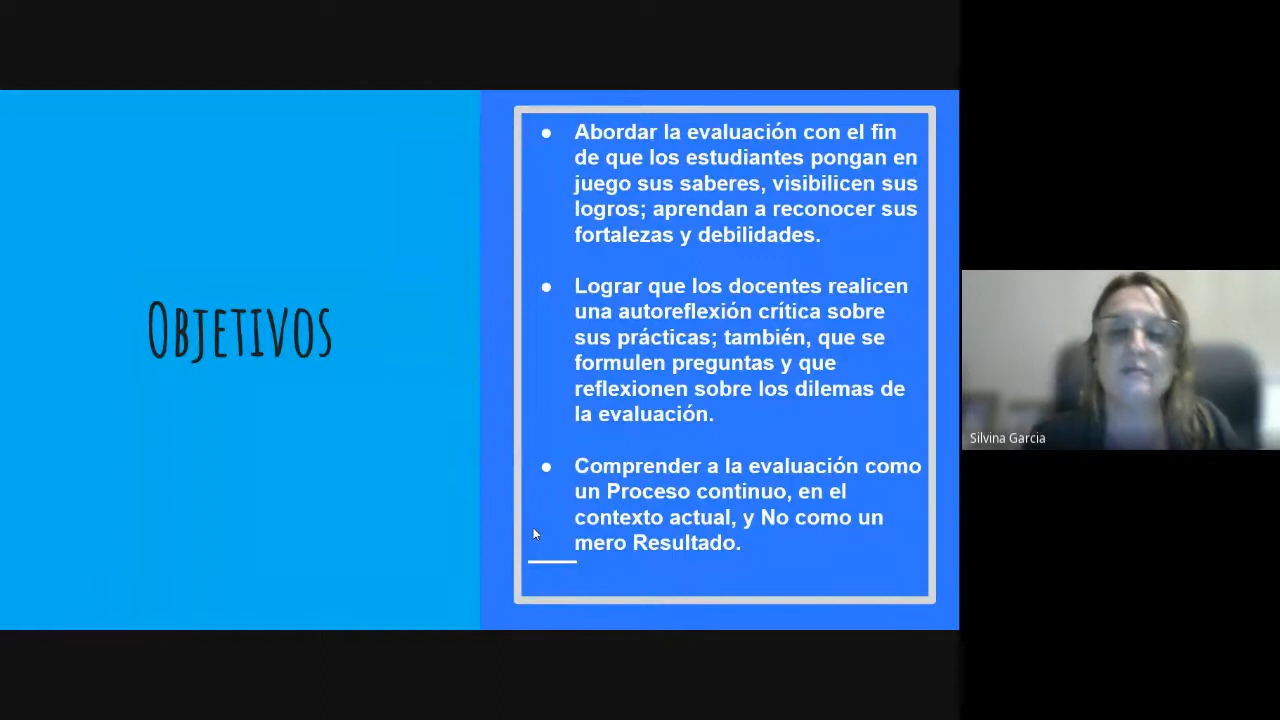 Objetivos
● Abordar la evaluación con el fin
de que los estudiantes pongan en
juego sus saberes, visibilicen sus
logros; aprendan a reconocer sus
fortalezas y debilidades.
● Lograr que los docentes realicen
una autoreflexión crítica sobre
sus prácticas; también, que se
formulen preguntas y que
reflexionen sobre los dilemas de
la evaluación.
● Comprender a la evaluación como
un Proceso continuo, en el
contexto actual, y No como un
mero Resultado.
Silvina Garcia